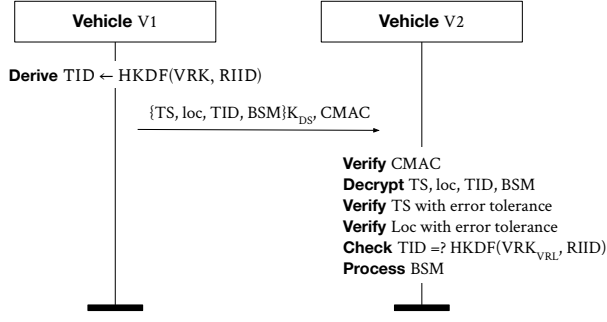 Vehicle V1
Vehicle V2
Derive TID ← HKDF(VRK, RIID)
{TS, loc, TID, BSM}K_DS, CMAC
Verify CMAC
Decrypt TS, loc, TID, BSM
Verify TS with error tolerance
Verify Loc with error tolerance
Check TID =? HKDF(VRK_VRL, RIID)
Process BSM